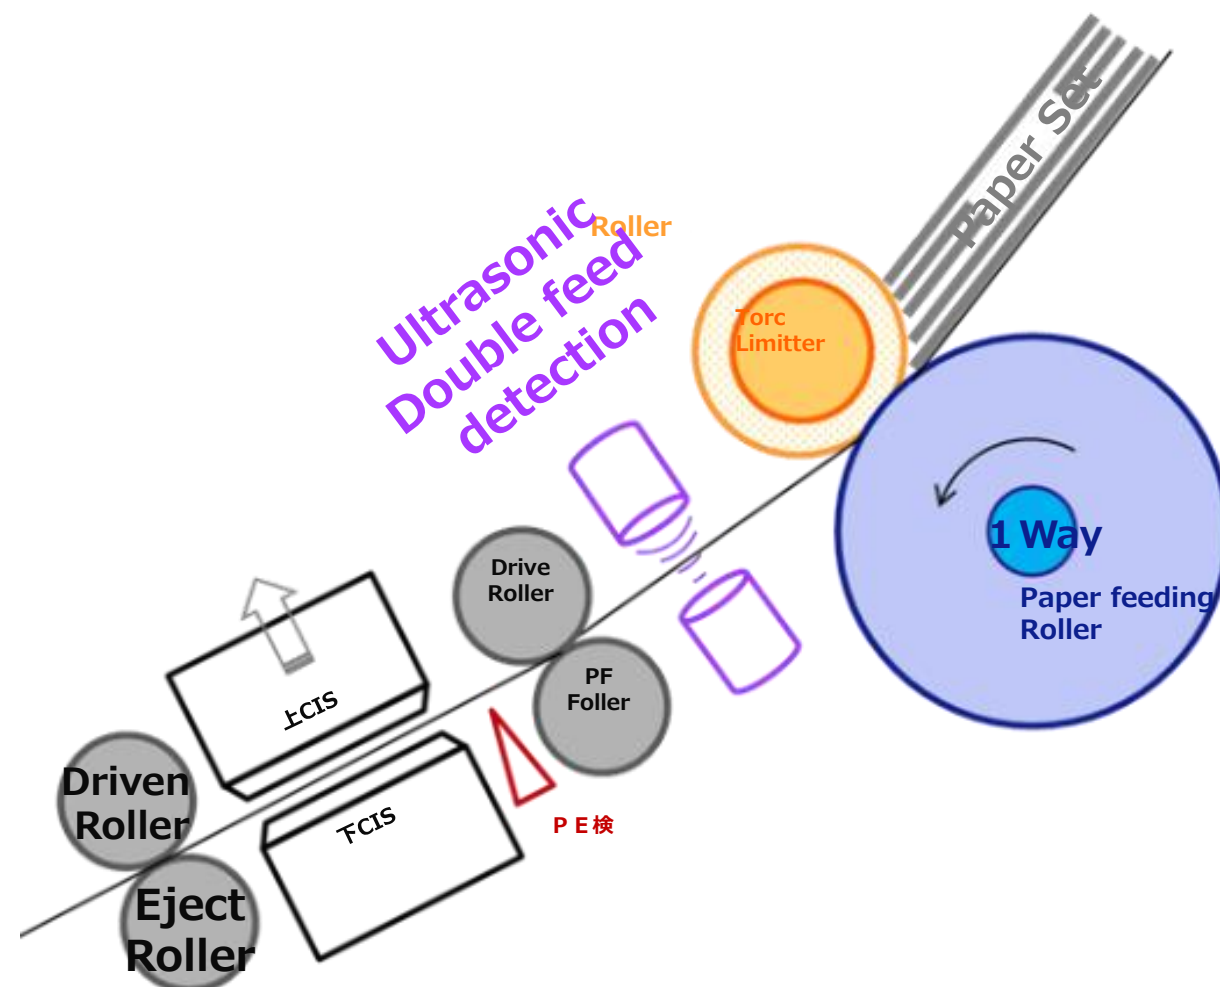 Paper Set
Roller
Ultrasonic
Double feed
detection
Torc
Limitter
1 Way
Paper feeding
Roller
Drive
Roller
PF
Foller
上CIS
下CIS
ＰＥ検
Driven
Roller
Eject
Roller